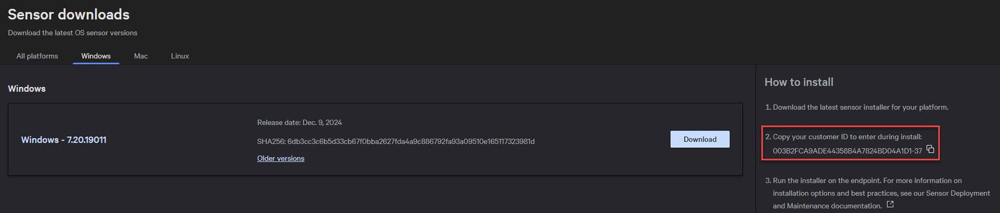 Sensor downloads
Download the latest OS sensor versions
All platforms
Windows
Mac
Linux
Windows
Windows - 7.20.19011
Release date: Dec. 9, 2024
SHA256: 6db3cc3c6b5d33cb67f0bba2627fda4a9c886792fa93a09510e165117323981d
Older versions
Download
How to install
1. Download the latest sensor installer for your platform.
2. Copy your customer ID to enter during install:
003B2FCA9ADE44358B4A7824BD04A1D1-37
3. Run the installer on the endpoint. For more information on
installation options and best practices, see our Sensor Deployment
and Maintenance documentation.